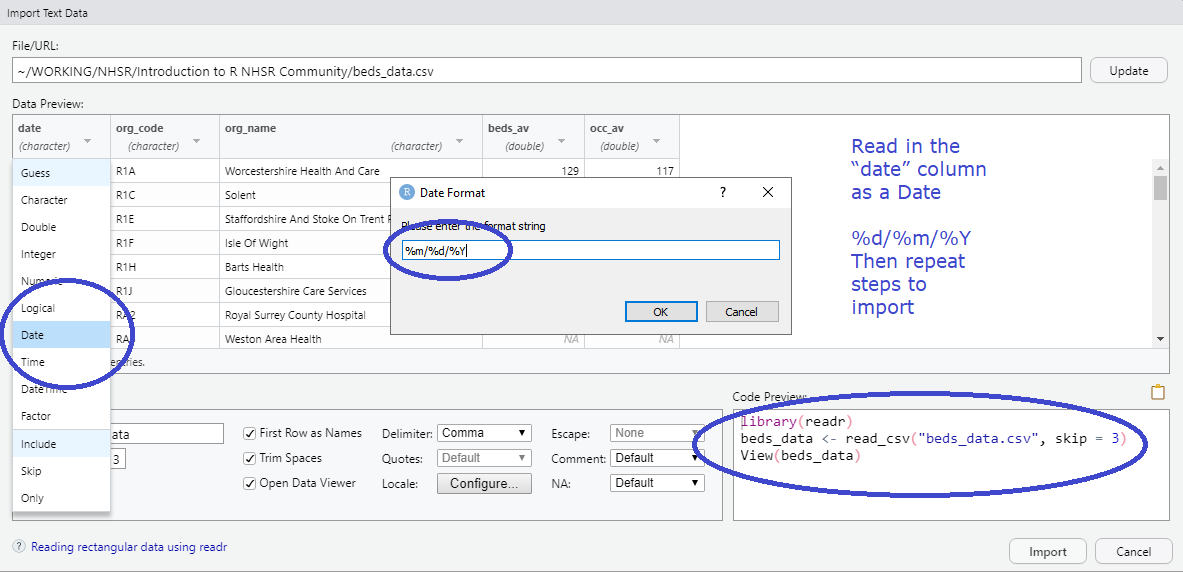 Import Text Data
File/URL:
~/WORKING/NHSR/Introduction to R NHSR Community/beds_data.csv
Update
Data Preview:
date
(character)
org_code
(character)
org_name
(character)
beds_av
(double)
occ_av
(double)
Guess
Character
Double
Integer
Numeric
Logical
Date
Time
DateTime
Factor
Include
Skip
Only
R1A Worcestershire Health And Care 129 117
R1C Solent
R1E Staffordshire And Stoke On Trent
R1F Isle Of Wight
R1H Barts Health
R1J Gloucestershire Care Services
RA2 Royal Surrey County Hospital
RA Weston Area Health NA NA
entries.
R Date Format ?
Please enter the format string
%m/%d/%Y
OK Cancel
Read in the
“date” column
as a Date
%d/%m/%Y
Then repeat
steps to
import
ata
3
First Row as Names
Trim Spaces
Open Data Viewer
Delimiter: Comma
Quotes: Default
Locale: Configure...
Escape: None
Comment: Default
NA: Default
Code Preview:
library(readr)
beds_data <- read_csv("beds_data.csv", skip = 3)
View(beds_data)
? Reading rectangular data using readr
Import Cancel